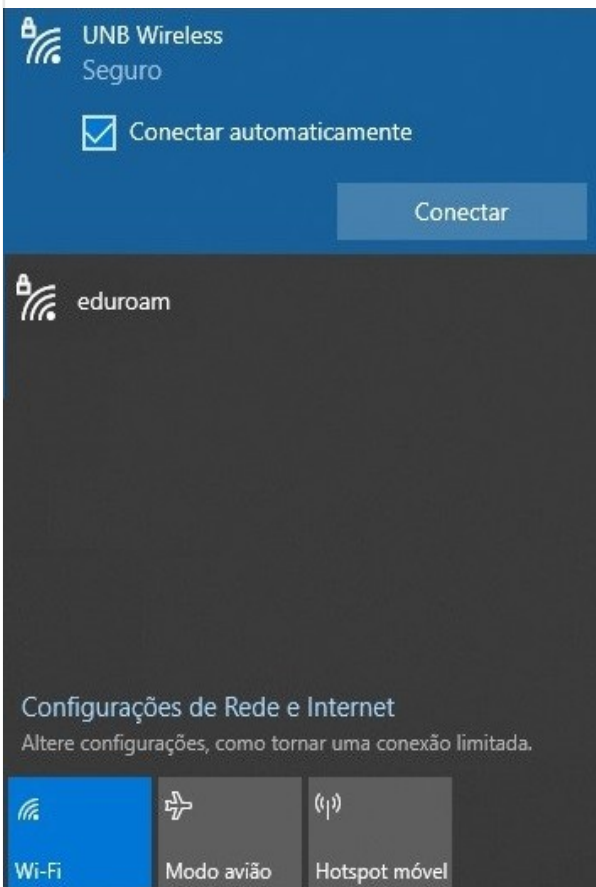 UNB Wireless
Seguro
Conectar automaticamente
Conectar
eduroam
Configurações de Rede e Internet
Altere configurações, como tornar uma conexão limitada.
Wi-Fi Modo avião Hotspot móvel